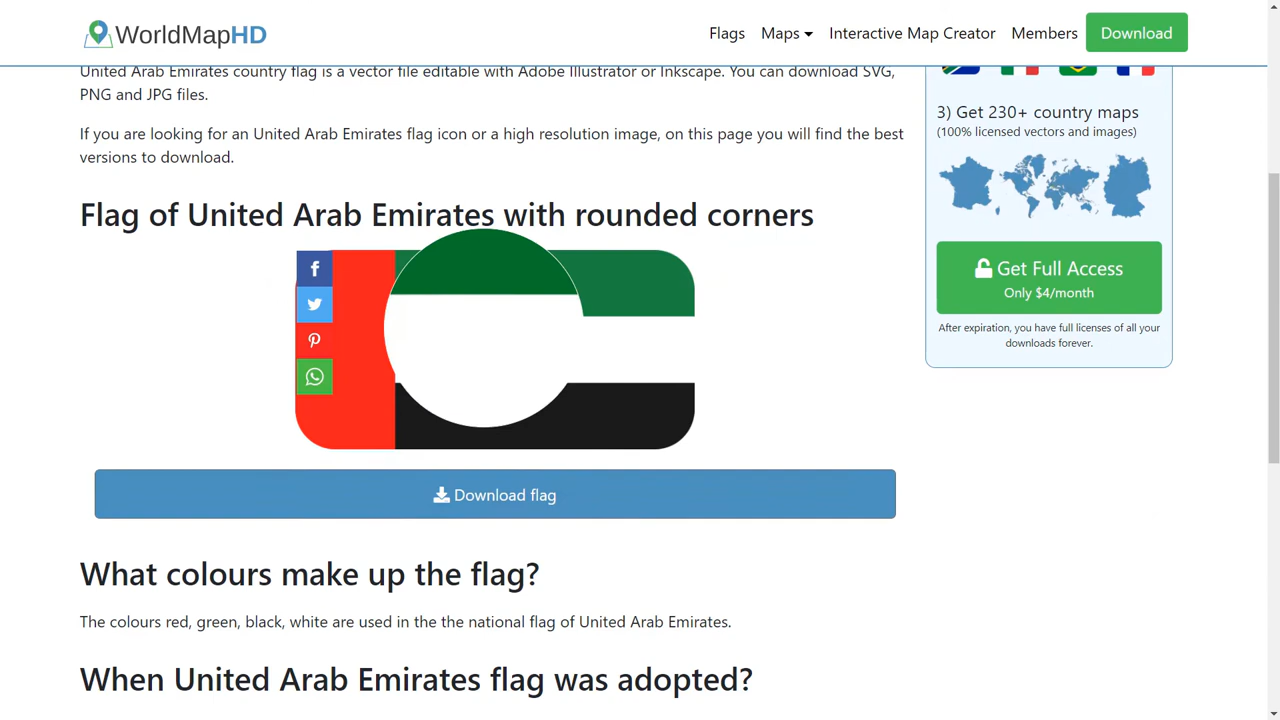 WorldMapHD
Flags Maps Interactive Map Creator Members Download
United Arab Emirates country flag is a vector file editable with Adobe Illustrator or Inkscape. You can download SVG,
PNG and JPG files.
If you are looking for an United Arab Emirates flag icon or a high resolution image, on this page you will find the best
versions to download.
Flag of United Arab Emirates with rounded corners
Download flag
What colours make up the flag?
The colours red, green, black, white are used in the the national flag of United Arab Emirates.
When United Arab Emirates flag was adopted?
3) Get 230+ country maps
(100% licensed vectors and images)
Get Full Access
Only $4/month
After expiration, you have full licenses of all your
downloads forever.